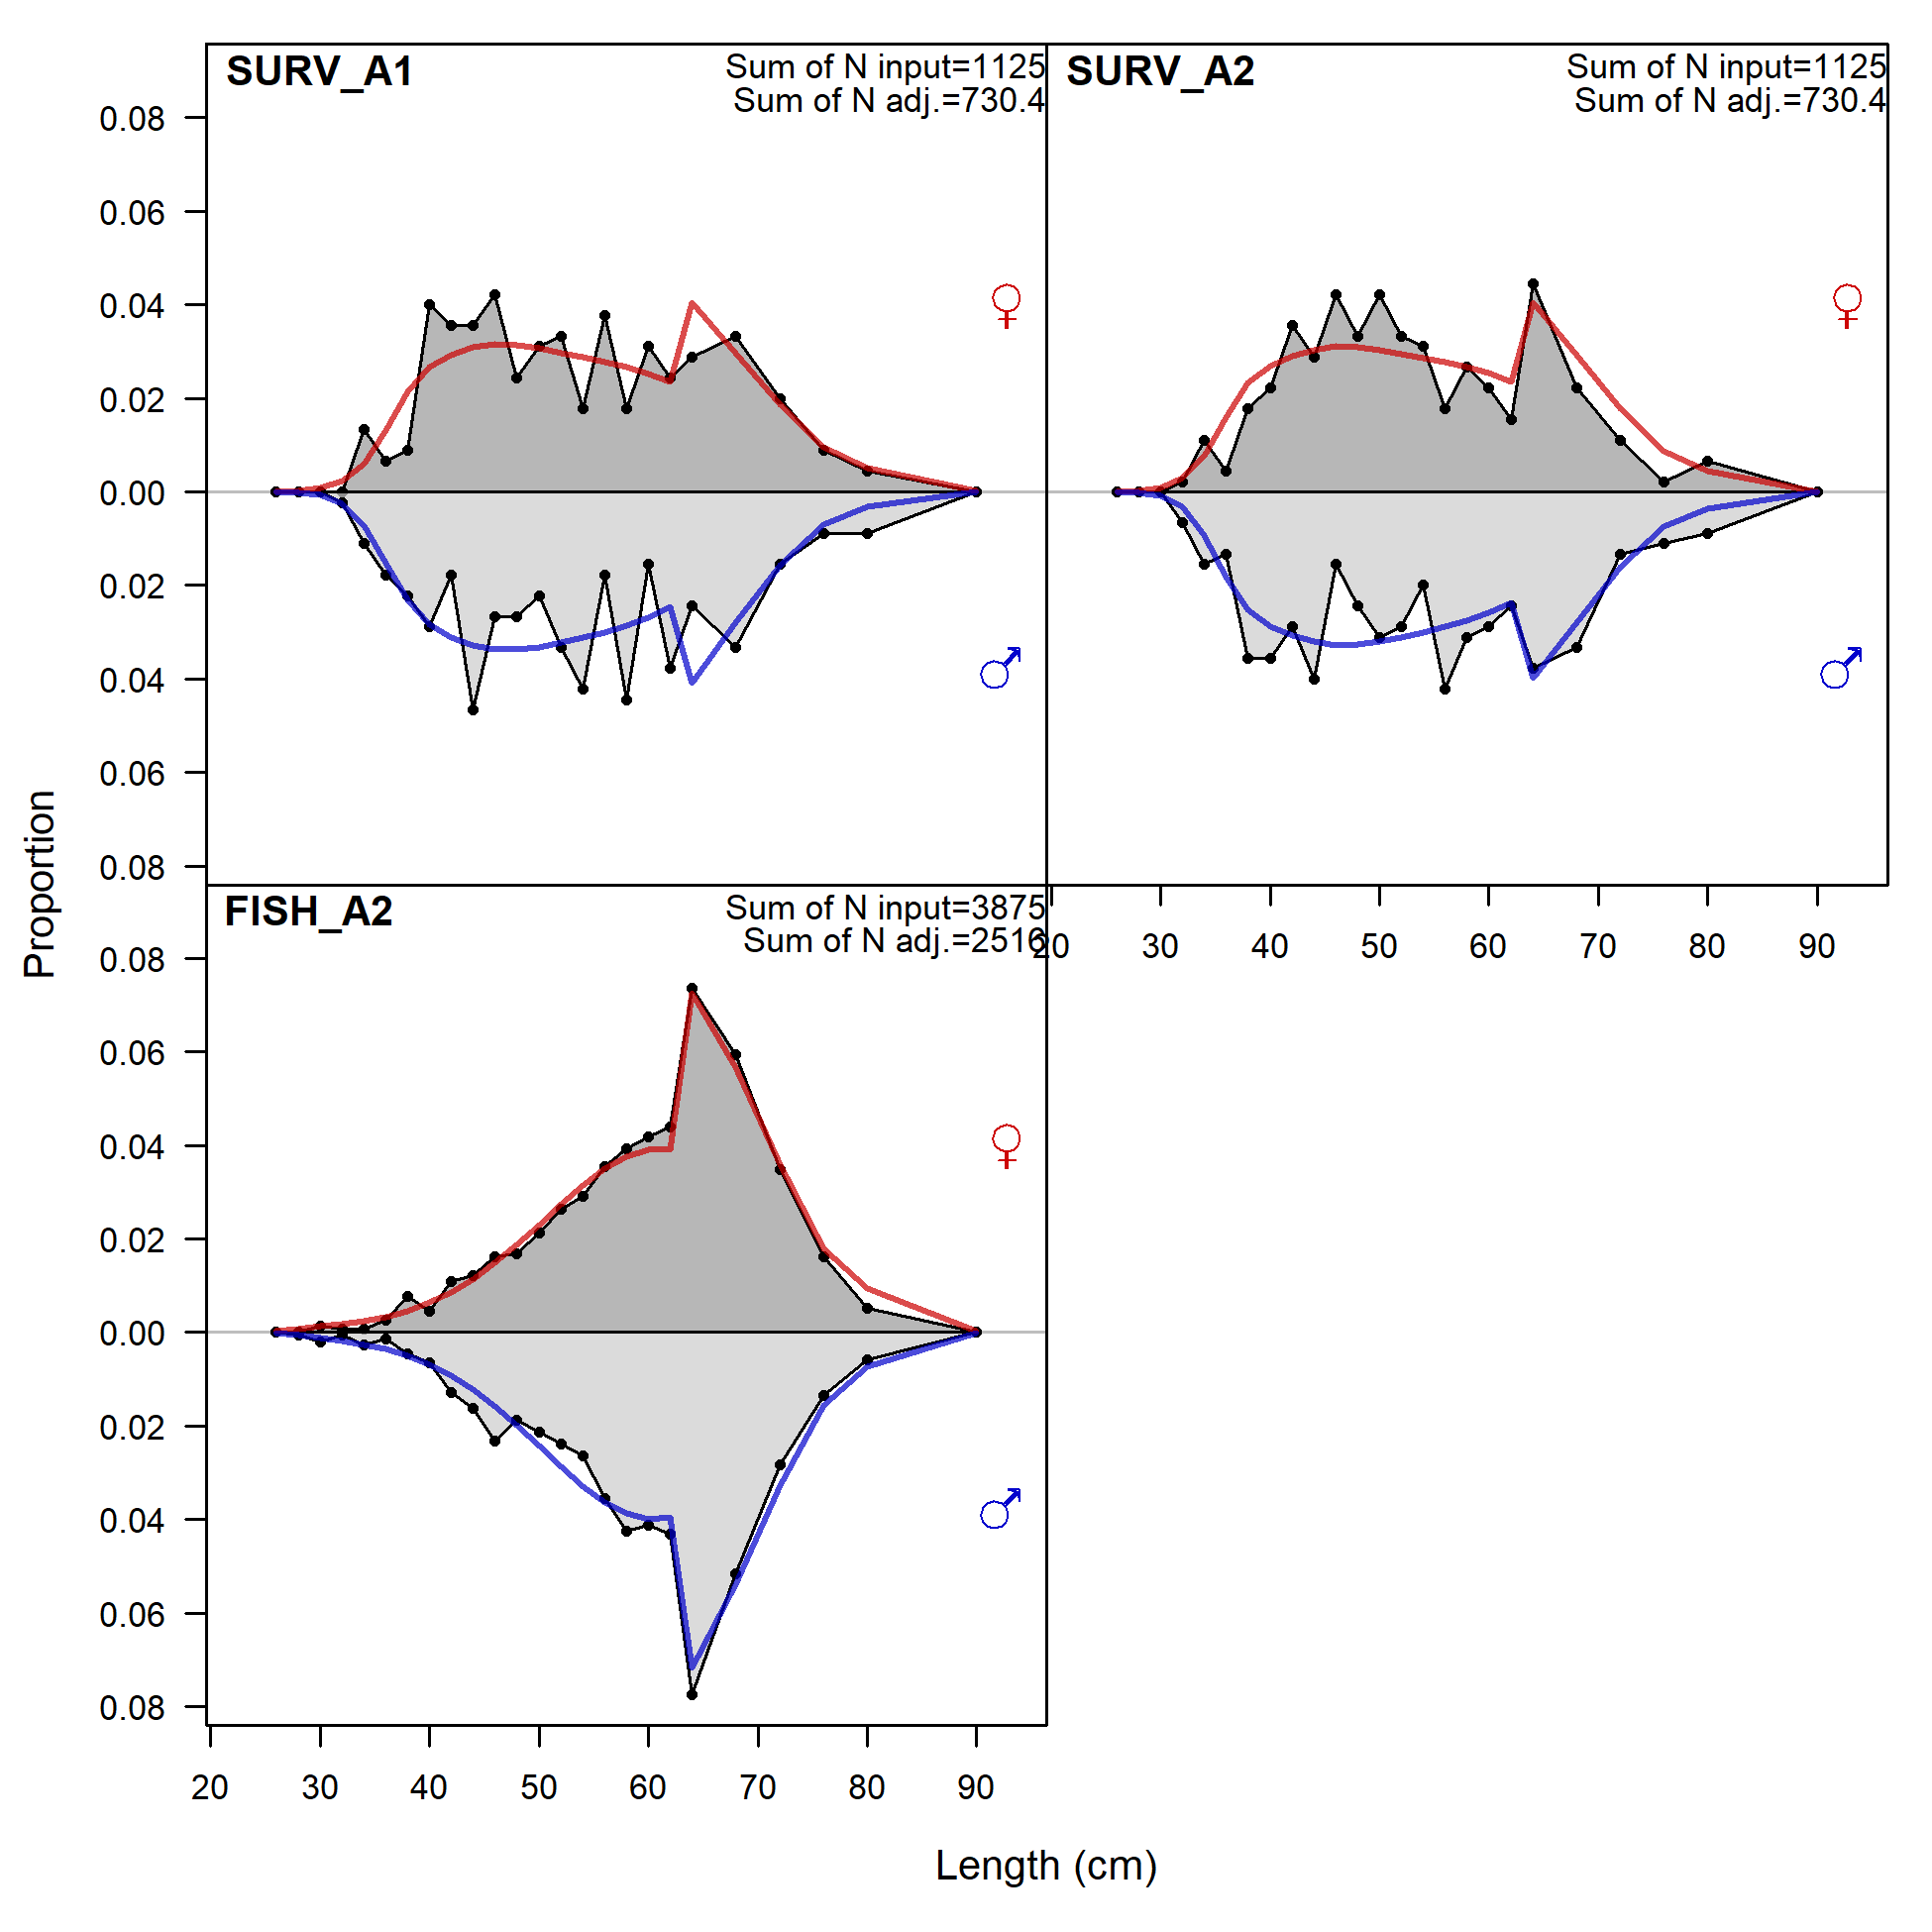 SURV_A1
Sum of N input=1125
Sum of N adj.=730.4
SURV_A2
Sum of N input=1125
Sum of N adj.=730.4
0.08
0.06
0.04
0.02
0.00
0.02
0.04
0.06
0.08
♀
♂
♀
♂
20 30 40 50 60 70 80 90
FISH_A2
Sum of N input=3875
Sum of N adj.=2516
0.08
0.06
0.04
0.02
0.00
0.02
0.04
0.06
0.08
♀
♂
20 30 40 50 60 70 80 90
Proportion
Length (cm)